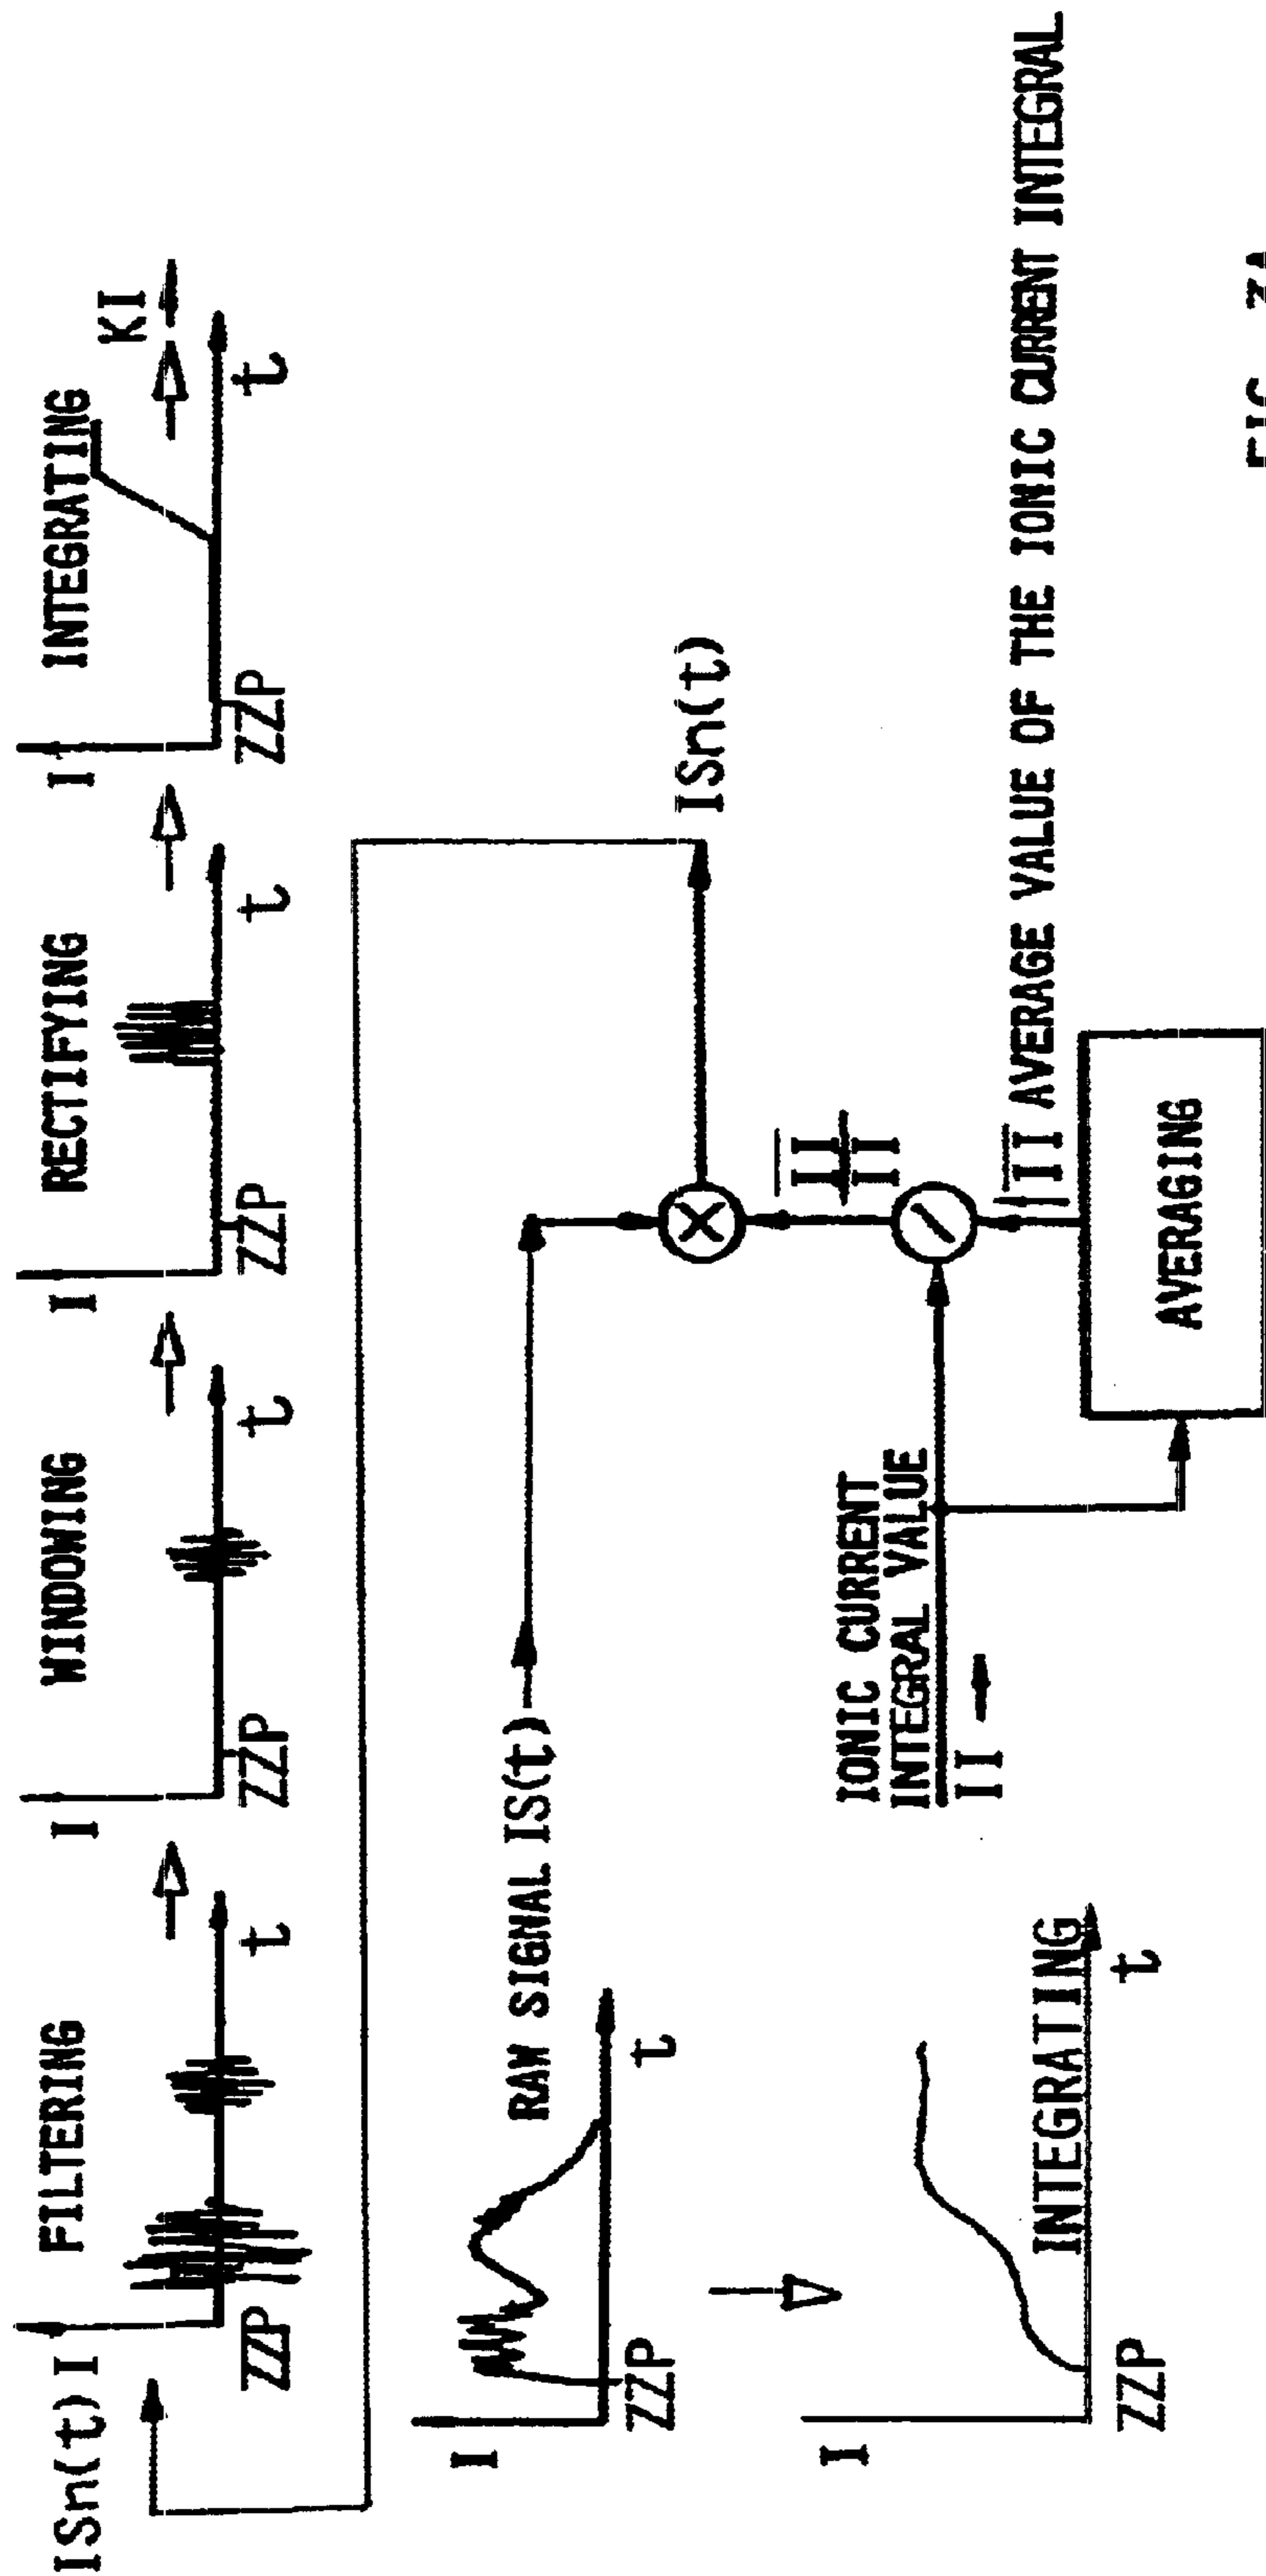 ISn(t) I
FILTERING
ZZP
t
I
WINDOWING
ZZP
t
I
RECTIFYING
ZZP
t
I
INTEGRATING
KI
ZZP
t
I
RAW SIGNAL IS(t)
ZZP
t
ISn(t)
I
INTEGRATING
ZZP
t
IONIC CURRENT
INTEGRAL VALUE
II
II
II
II AVERAGE VALUE OF THE IONIC CURRENT INTEGRAL
AVERAGING